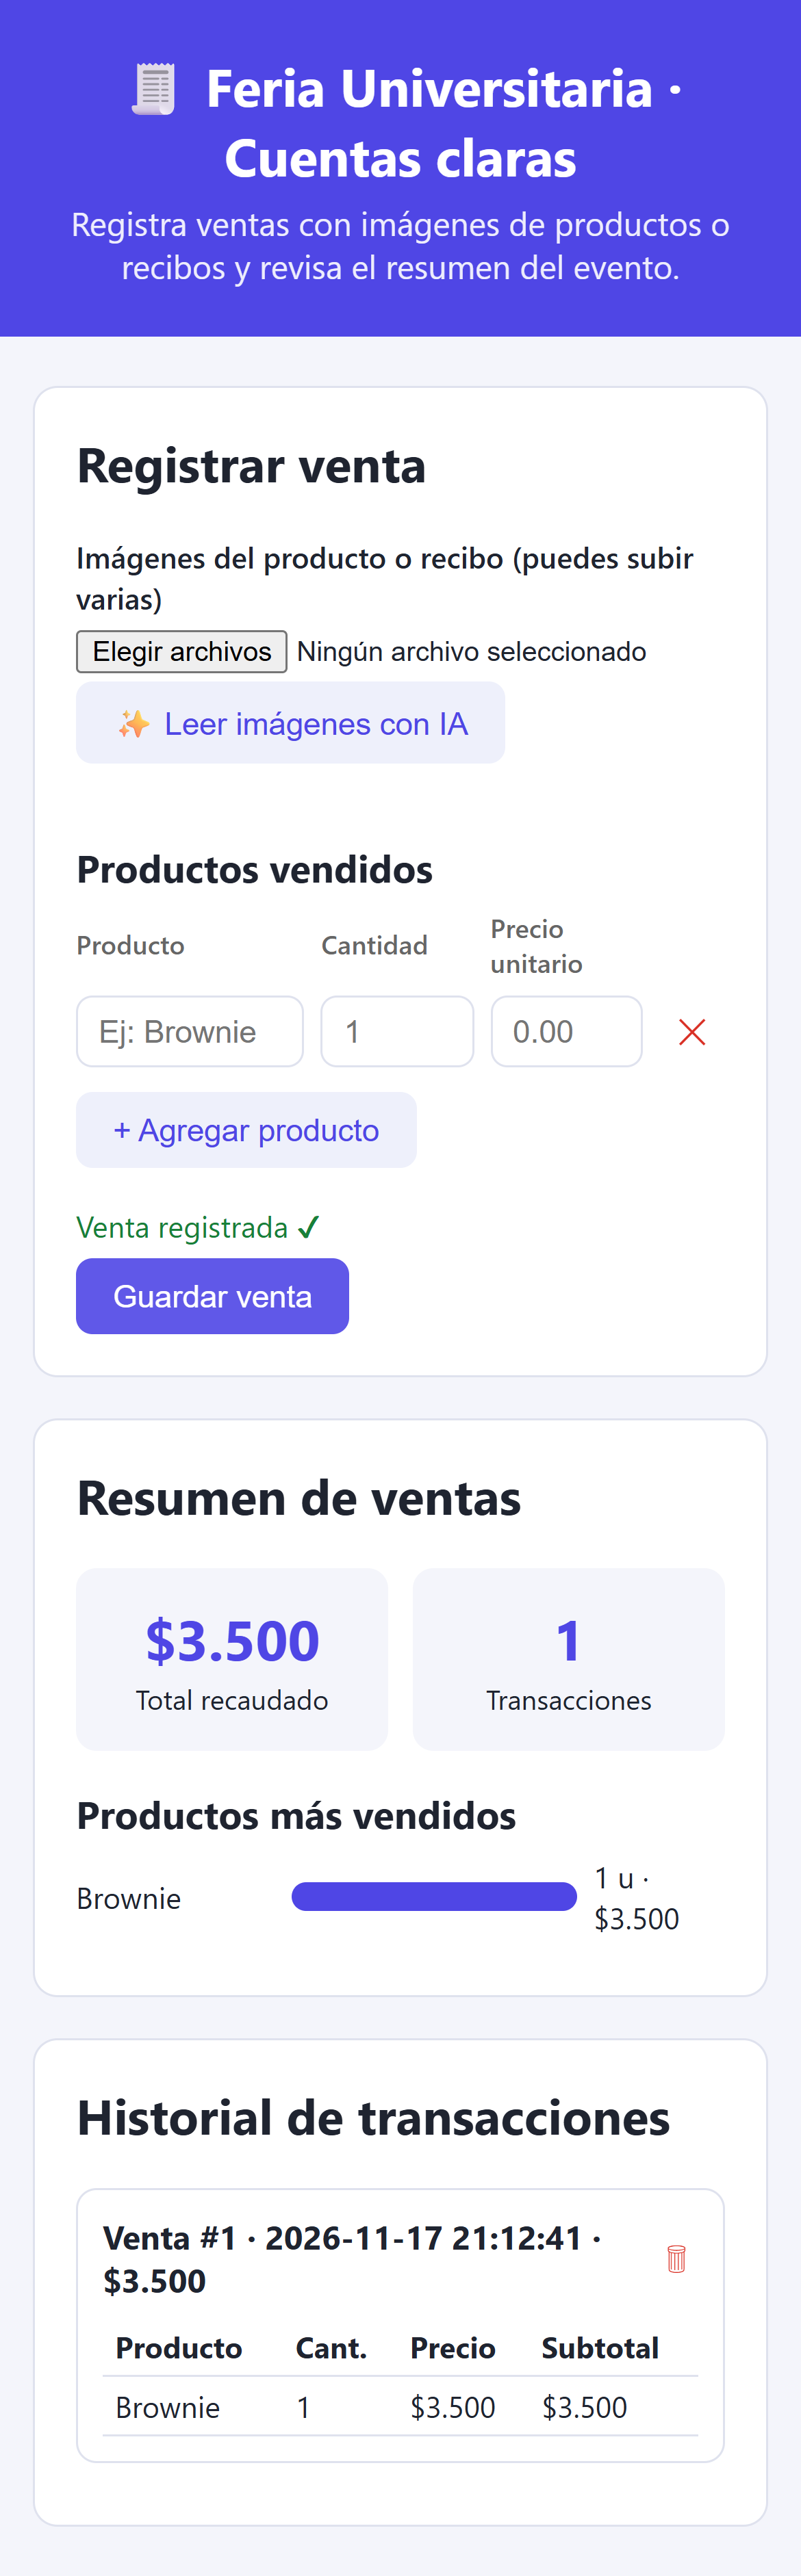 Feria Universitaria ·
Cuentas claras
Registra ventas con imágenes de productos o
recibos y revisa el resumen del evento.
Registrar venta
Imágenes del producto o recibo (puedes subir
varias)
Elegir archivos Ningún archivo seleccionado
✨ Leer imágenes con IA
Productos vendidos
Producto Cantidad Precio
unitario
Ej: Brownie 1 0.00 ✕
+ Agregar producto
Venta registrada ✓
Guardar venta
Resumen de ventas
$3.500 1
Total recaudado Transacciones
Productos más vendidos
Brownie 1 u ·
$3.500
Historial de transacciones
Venta #1 · 2026-11-17 21:12:41 ·
$3.500
Producto Cant. Precio Subtotal
Brownie 1 $3.500 $3.500